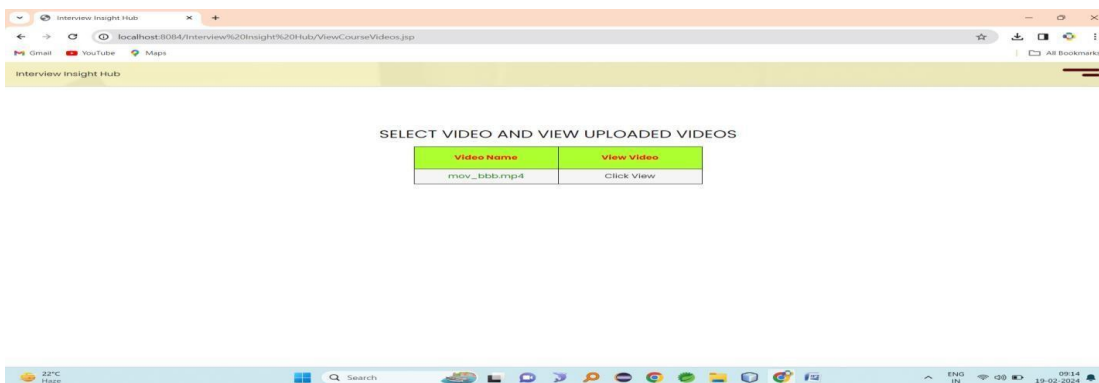 Interview Insight Hub
localhost:8084/Interview%20Insight%20Hub/ViewCourseVideos.jsp
Gmail YouTube Maps All Bookmarks
Interview Insight Hub
SELECT VIDEO AND VIEW UPLOADED VIDEOS
Video Name View Video
mov_bbb.mp4 Click View
22°C
Haze
Search
ENG
IN
09:14
19-02-2024